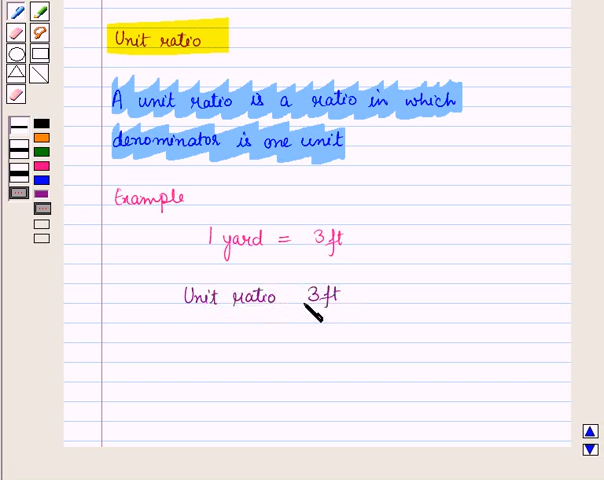 Unit ratio
A unit ratio is a ratio in which
denominator is one unit
Example
1 yard = 3ft
Unit ratio 3ft